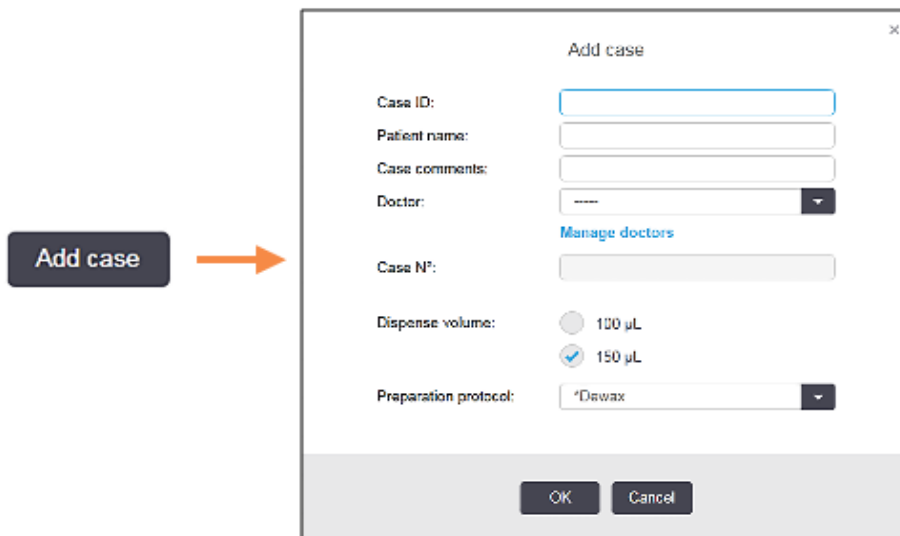 Add case
Add case
Case ID:
Patient name:
Case comments:
Doctor: -----
Manage doctors
Case N°:
Dispense volume: 100 µL
150 µL
Preparation protocol: *Dewax
OK Cancel